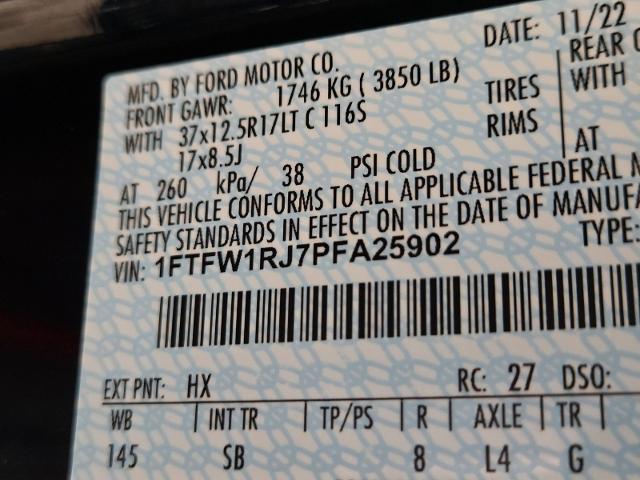 DATE: 11/22
MFD. BY FORD MOTOR CO.
FRONT GAWR: 1746 KG ( 3850 LB)
REAR
WITH 37x12.5R17LT C 116S TIRES WITH
17x8.5J RIMS
AT 260 kPa/ 38 PSI COLD AT
THIS VEHICLE CONFORMS TO ALL APPLICABLE FEDERAL M
SAFETY STANDARDS IN EFFECT ON THE DATE OF MANUFA
VIN: 1FTFW1RJ7PFA25902 TYPE:
EXT PNT: HX RC: 27 DSO:
WB INT TR TP/PS R AXLE TR
145 SB 8 L4 G